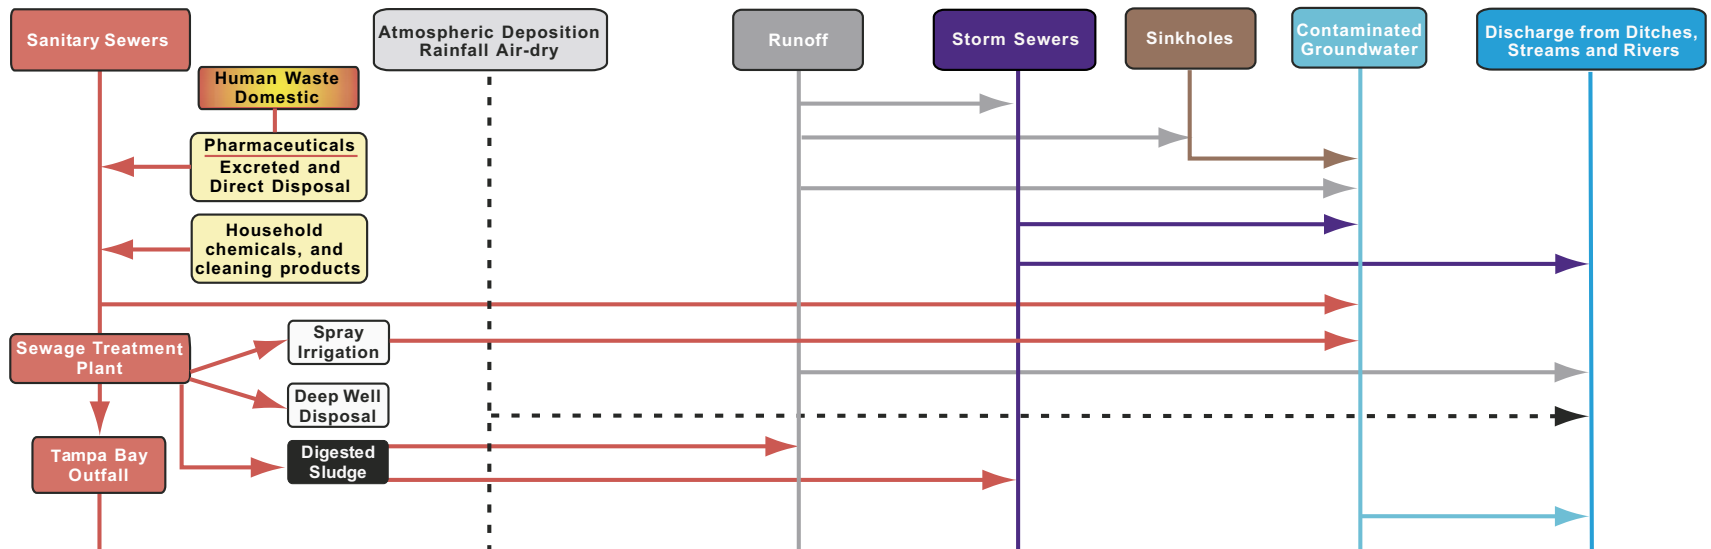 Sanitary Sewers
Atmospheric Deposition
Rainfall Air-dry
Runoff
Storm Sewers
Sinkholes
Contaminated
Groundwater
Discharge from Ditches,
Streams and Rivers
Human Waste
Domestic
Pharmaceuticals
Excreted and
Direct Disposal
Household
chemicals, and
cleaning products
Sewage Treatment
Plant
Spray
Irrigation
Deep Well
Disposal
Tampa Bay
Outfall
Digested
Sludge